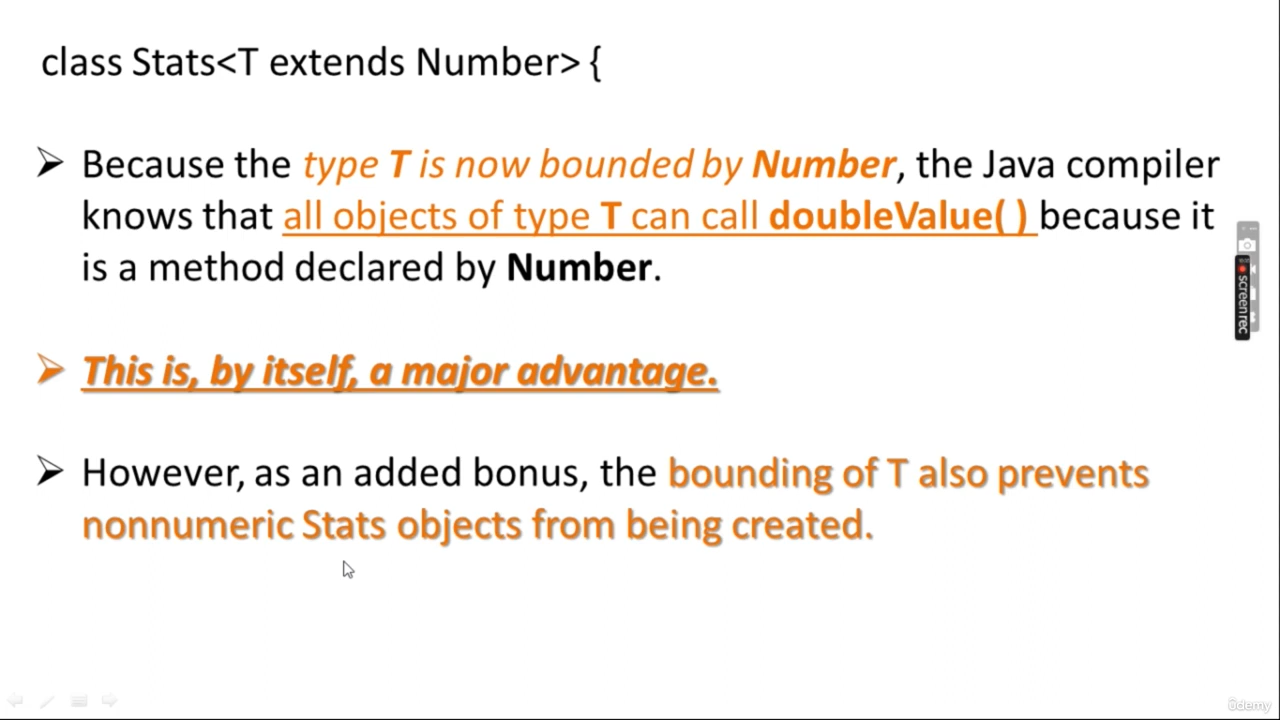 class Stats<T extends Number> {
➢ Because the type T is now bounded by Number, the Java compiler
knows that all objects of type T can call doubleValue( ) because it
is a method declared by Number.
➢ This is, by itself, a major advantage.
➢ However, as an added bonus, the bounding of T also prevents
nonnumeric Stats objects from being created.
screenrec
ûdemy